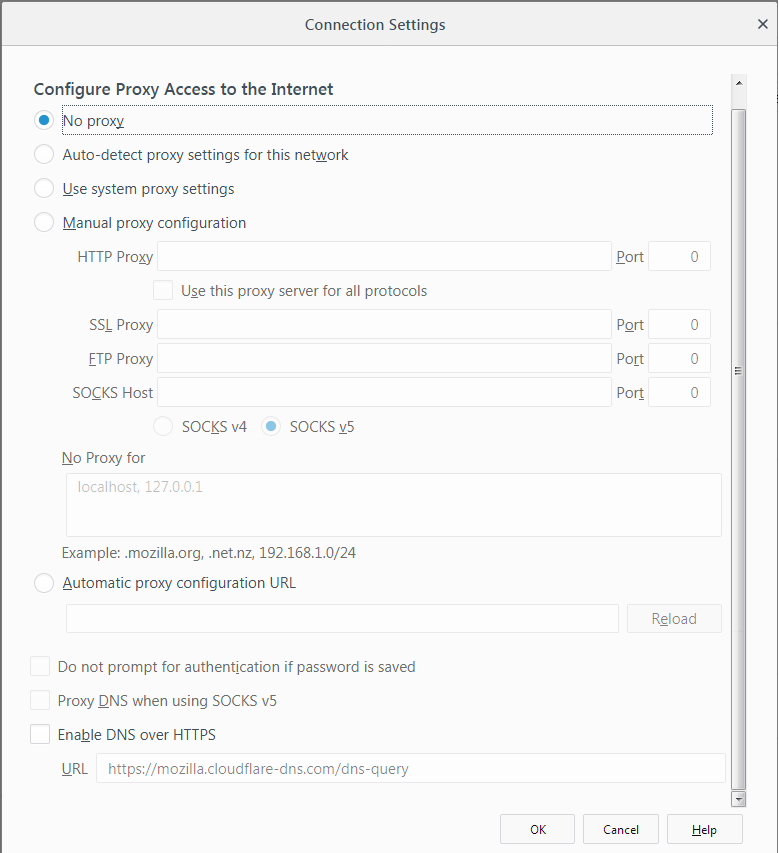 Connection Settings
Configure Proxy Access to the Internet
No proxy
Auto-detect proxy settings for this network
Use system proxy settings
Manual proxy configuration
HTTP Proxy Port 0
Use this proxy server for all protocols
SSL Proxy Port 0
FTP Proxy Port 0
SOCKS Host Port 0
SOCKS v4 SOCKS v5
No Proxy for
localhost, 127.0.0.1
Example: .mozilla.org, .net.nz, 192.168.1.0/24
Automatic proxy configuration URL
Reload
Do not prompt for authentication if password is saved
Proxy DNS when using SOCKS v5
Enable DNS over HTTPS
URL https://mozilla.cloudflare-dns.com/dns-query
OK Cancel Help